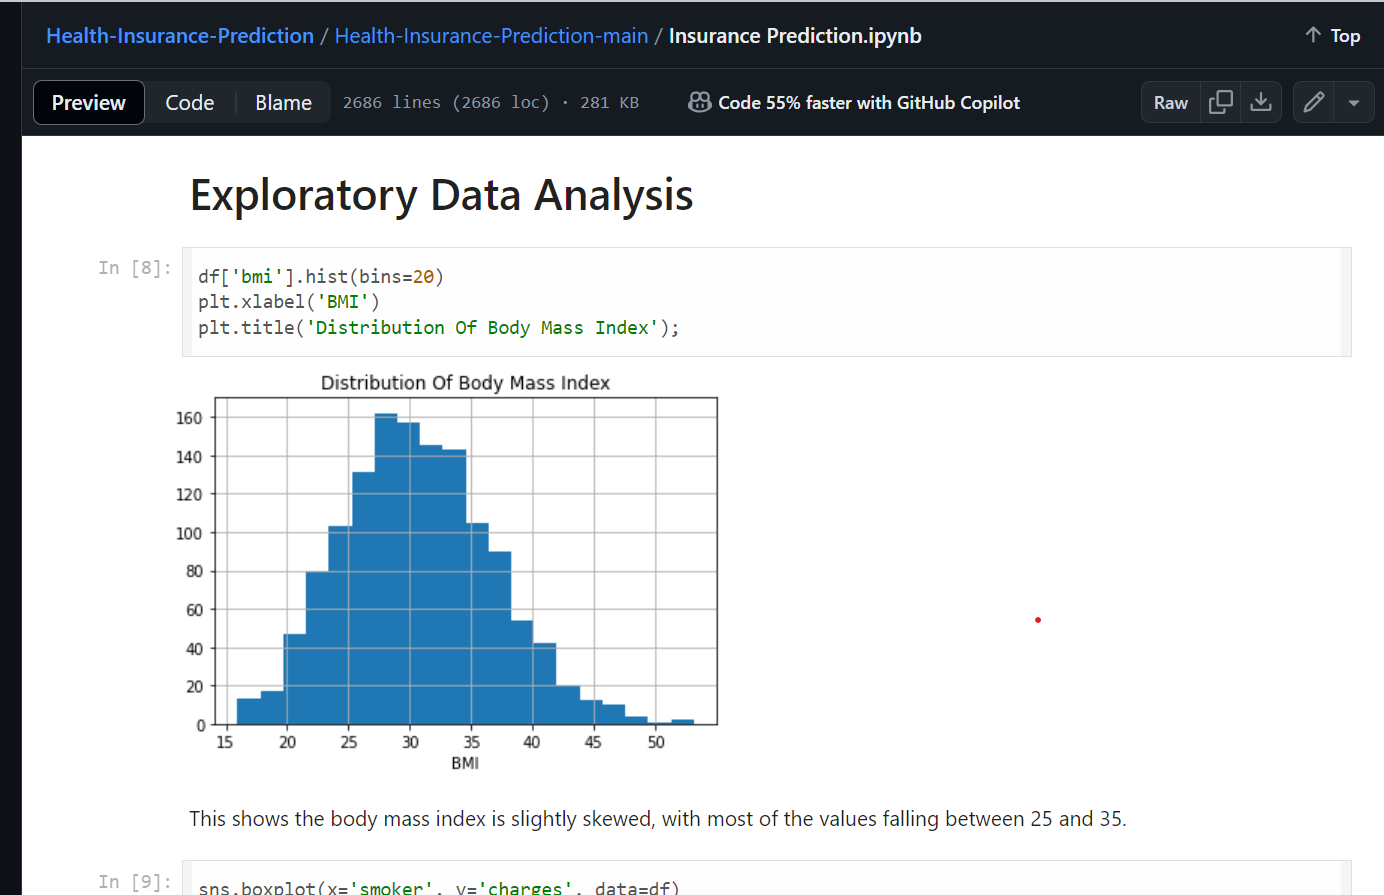 Health-Insurance-Prediction / Health-Insurance-Prediction-main / Insurance Prediction.ipynb
Top
Preview Code Blame 2686 lines (2686 loc) · 281 KB Code 55% faster with GitHub Copilot Raw
Exploratory Data Analysis
In [8]:
df['bmi'].hist(bins=20)
plt.xlabel('BMI')
plt.title('Distribution Of Body Mass Index');
Distribution Of Body Mass Index
160
140
120
100
80
60
40
20
0
15 20 25 30 35 40 45 50
BMI
This shows the body mass index is slightly skewed, with most of the values falling between 25 and 35.
In [9]:
sns.boxplot(x='smoker', y='charges', data=df)